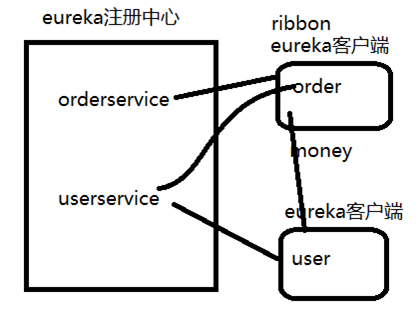 eureka注册中心
orderservice
userservice
ribbon
eureka客户端
order
money
eureka客户端
user